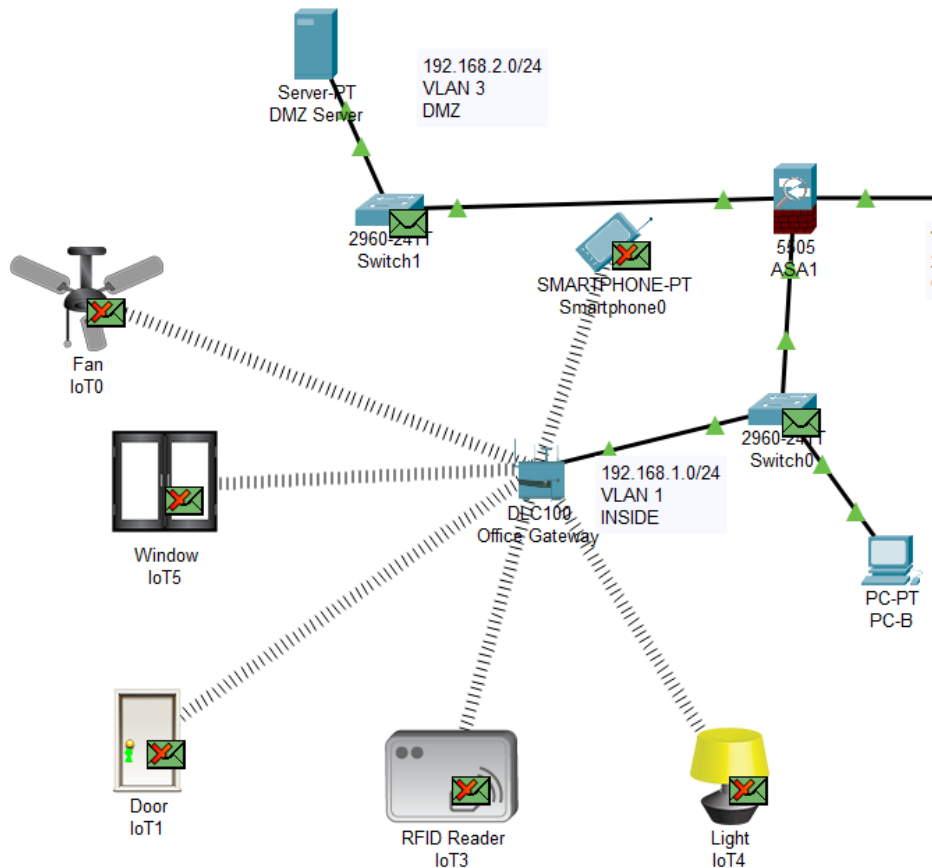 192.168.2.0/24
VLAN 3
DMZ
Server-PT
DMZ Server
Switch1
5505
ASA1
SMARTPHONE-PT
Smartphone0
Fan
IoT0
Switch0
192.168.1.0/24
VLAN 1
INSIDE
DLC100
Office Gateway
Window
IoT5
PC-PT
PC-B
Door
IoT1
RFID Reader
IoT3
Light
IoT4